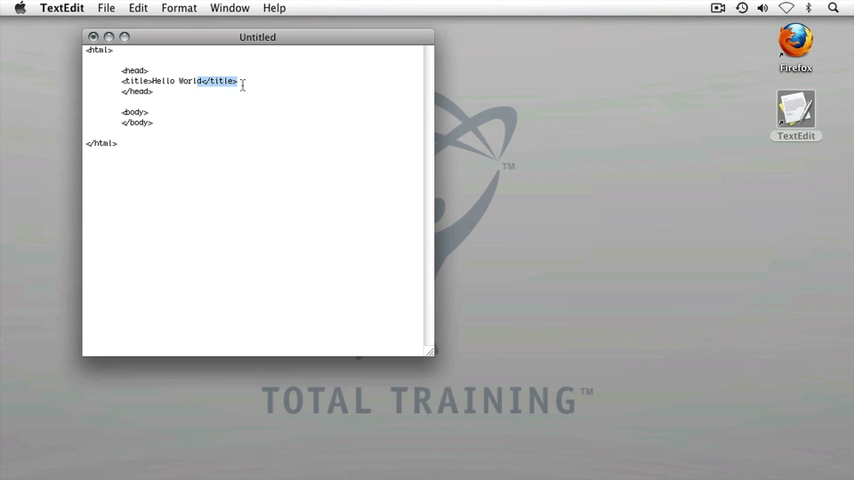 TextEdit File Edit Format Window Help
Untitled
<html>
<head>
<title>Hello World</title>
</head>
<body>
</body>
</html>
Firefox
TextEdit
TM
TOTAL TRAINING™